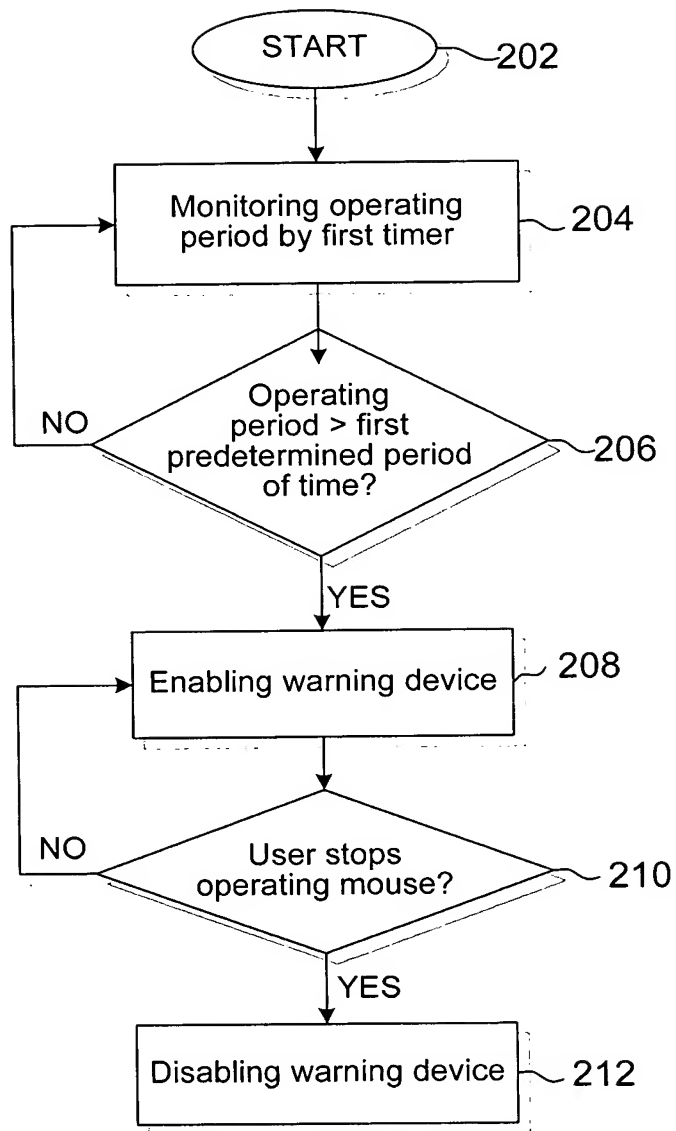 START
202
Monitoring operating
period by first timer
204
Operating
period > first
predetermined period
of time?
206
NO
YES
Enabling warning device
208
User stops
operating mouse?
210
NO
YES
Disabling warning device
212